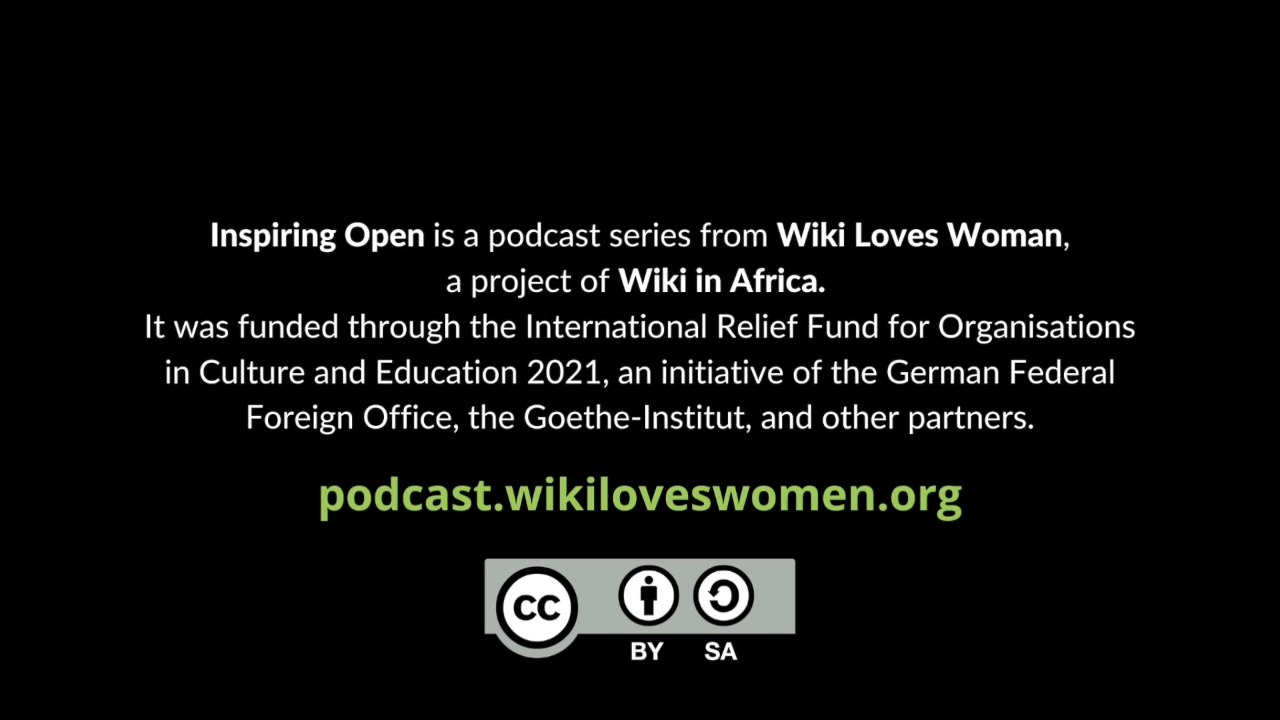 Inspiring Open is a podcast series from Wiki Loves Woman,
a project of Wiki in Africa.
It was funded through the International Relief Fund for Organisations
in Culture and Education 2021, an initiative of the German Federal
Foreign Office, the Goethe-Institut, and other partners.
podcast.wikiloveswomen.org
cc
BY SA